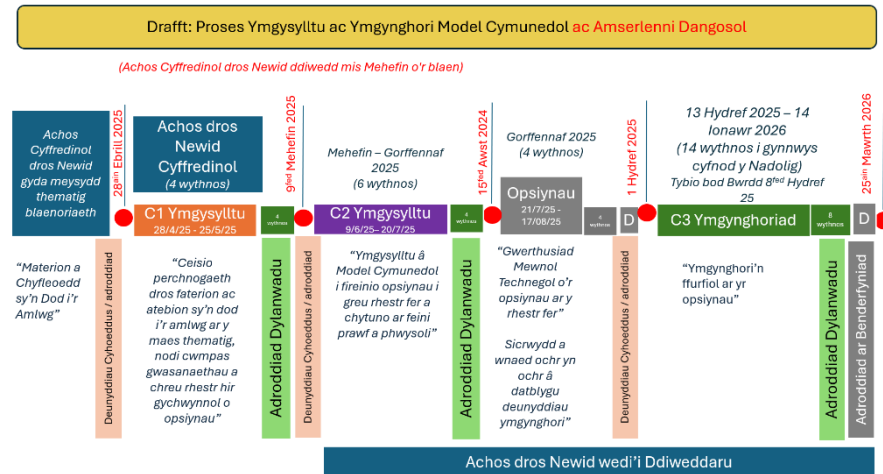 Drafft: Proses Ymgysylltu ac Ymgynghori Model Cymunedol ac Amserlenni Dangosol
(Achos Cyffredinol dros Newid ddiwedd mis Mehefin o'r blaen)
Achos
Cyffredinol
dros Newid
gyda meysydd
thematig
blaenoriaeth
28ain Ebrill 2025
Achos dros
Newid
Cyffredinol
(4 wythnos)
9fed Mehefin 2025
Mehefin – Gorffennaf
2025
(6 wythnos)
15fed Awst 2024
Gorffennaf 2025
(4 wythnos)
1 Hydref 2025
13 Hydref 2025 – 14
Ionawr 2026
(14 wythnos i gynnwys
cyfnod y Nadolig)
Tybio bod Bwrdd 8fed Hydref
25
25ain Mawrth 2026
C1 Ymgysylltu
28/4/25 - 25/5/25
4
wythnos
C2 Ymgysylltu
9/6/25– 20/7/25
4
wythnos
Opsiynau
21/7/25 -
17/08/25
4
wythnos
D
C3 Ymgynghoriad
8
wythnos
D
“Materion a
Chyfleoedd
sy’n Dod i’r
Amlwg”
Deunyddiau Cyhoeddus / adroddiad
“Ceisio
perchnogaeth
dros faterion ac
atebion sy’n dod
i’r amlwg ar y
maes thematig,
nodi cwmpas
gwasanaethau a
chreu rhestr hir
gychwynnol o
opsiynau”
Adroddiad Dylanwadu
Deunyddiau Cyhoeddus / adroddiad
“Ymgysylltu â
Model Cymunedol
i fireinio opsiynau i
greu rhestr fer a
chytuno ar feini
prawf a phwysoli”
Adroddiad Dylanwadu
“Gwerthusiad
Mewnol
Technegol o’r
opsiynau ar y
rhestr fer”
Sicrwydd a
wnaed ochr yn
ochr â
datblygu
deunyddiau
ymgynghori”
Deunyddiau Cyhoeddus / adroddiad
“Ymgynghori’n
ffurfiol ar yr
opsiynau”
Adroddiad Dylanwadu
Adroddiad ar Benderfyniad
Achos dros Newid wedi’i Ddiweddaru